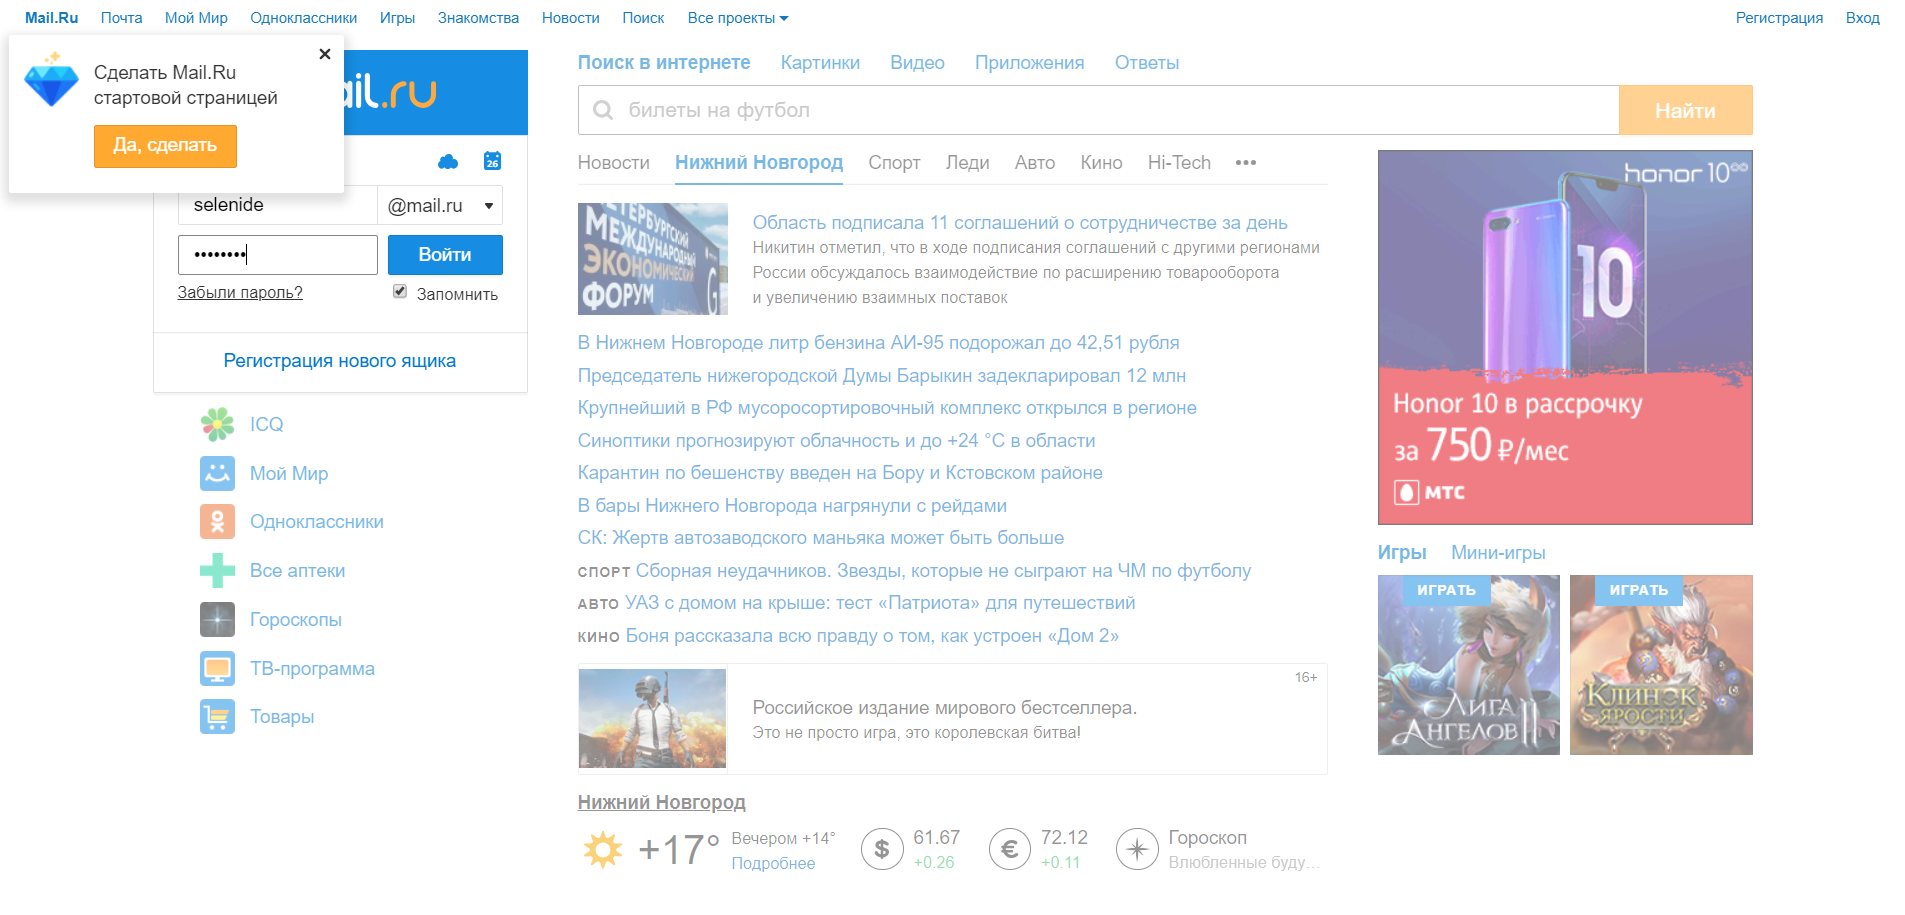 Mail.Ru Почта Мой Мир Одноклассники Игры Знакомства Новости Поиск Все проекты Регистрация Вход
Сделать Mail.Ru
стартовой страницей
Да, сделать
ail.ru
26
selenide @mail.ru
•••••••• Войти
Забыли пароль? Запомнить
Регистрация нового ящика
ICQ
Мой Мир
Одноклассники
Все аптеки
Гороскопы
ТВ-программа
Товары
Поиск в интернете Картинки Видео Приложения Ответы
билеты на футбол Найти
Новости Нижний Новгород Спорт Леди Авто Кино Hi-Tech •••
ПЕТЕРБУРГСКИЙ
МЕЖДУНАРОДНЫЙ
ЭКОНОМИЧЕСКИЙ
ФОРУМ
Область подписала 11 соглашений о сотрудничестве за день
Никитин отметил, что в ходе подписания соглашений с другими регионами
России обсуждалось взаимодействие по расширению товарооборота
и увеличению взаимных поставок
В Нижнем Новгороде литр бензина АИ-95 подорожал до 42,51 рубля
Председатель нижегородской Думы Барыкин задекларировал 12 млн
Крупнейший в РФ мусоросортировочный комплекс открылся в регионе
Синоптики прогнозируют облачность и до +24 °C в области
Карантин по бешенству введен на Бору и Кстовском районе
В бары Нижнего Новгорода нагрянули с рейдами
СК: Жертв автозаводского маньяка может быть больше
СПОРТ Сборная неудачников. Звезды, которые не сыграют на ЧМ по футболу
АВТО УАЗ с домом на крыше: тест «Патриота» для путешествий
КИНО Боня рассказала всю правду о том, как устроен «Дом 2»
16+
Российское издание мирового бестселлера.
Это не просто игра, это королевская битва!
Нижний Новгород
+17° Вечером +14° $ 61.67 € 72.12 Гороскоп
Подробнее +0.26 +0.11 Влюбленные буду…
honor 10
10
Honor 10 в рассрочку
за 750 ₽/мес
МТС
Игры Мини-игры
ИГРАТЬ ИГРАТЬ
ЛИГА
АНГЕЛОВ II
КЛИНОК
ЯРОСТИ